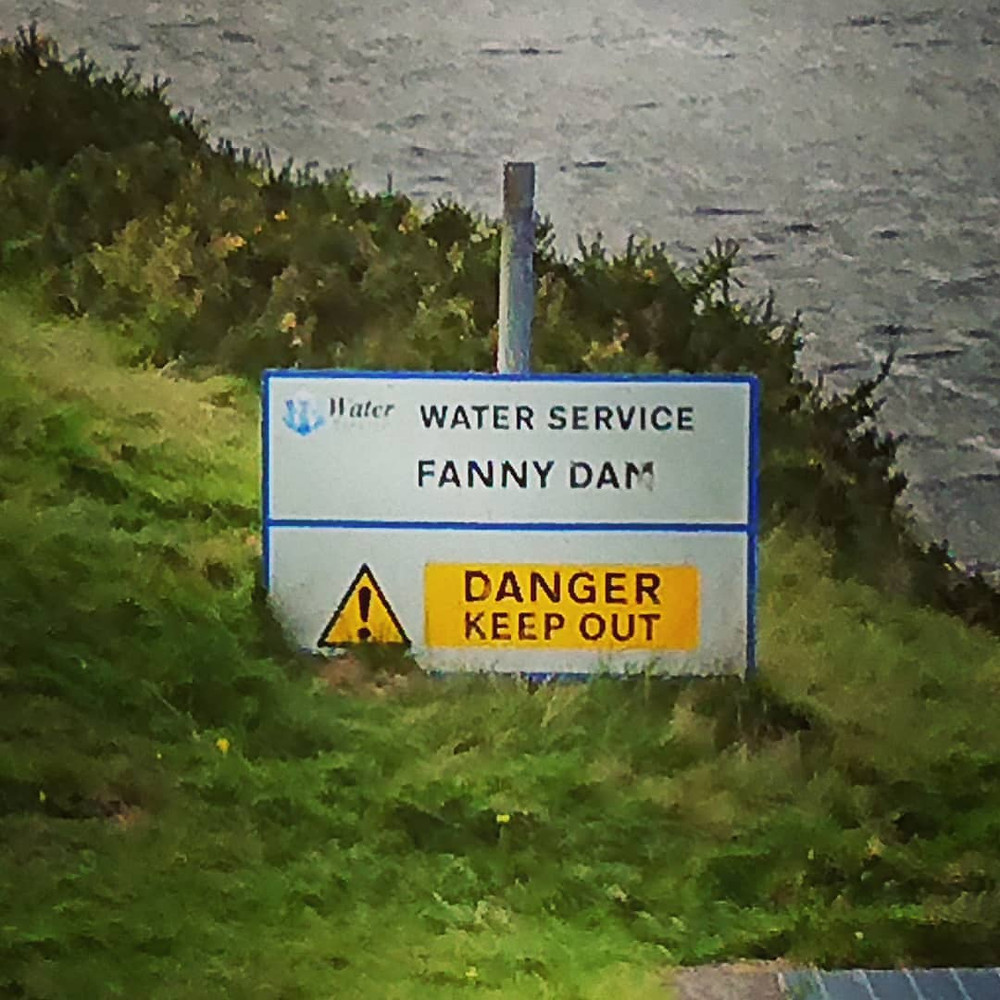 Water WATER SERVICE
FANNY DAM
DANGER
KEEP OUT